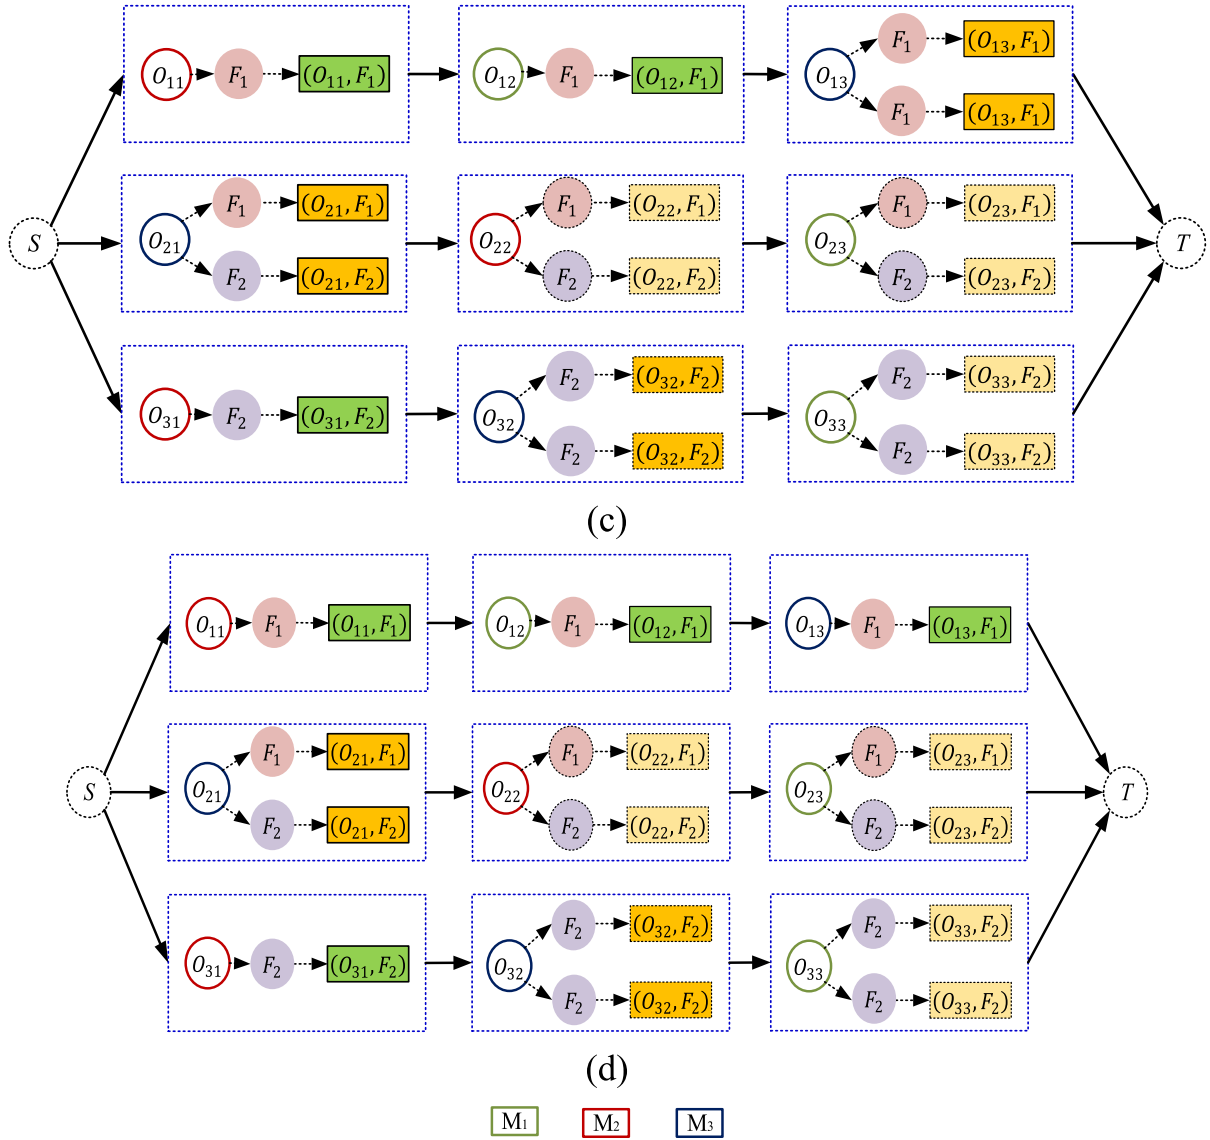 O₁₁ F₁ (O₁₁, F₁) O₁₂ F₁ (O₁₂, F₁) O₁₃ F₁ (O₁₃, F₁)
F₁ (O₁₃, F₁)
S O₂₁ F₁ (O₂₁, F₁) O₂₂ F₁ (O₂₂, F₁) O₂₃ F₁ (O₂₃, F₁) T
F₂ (O₂₁, F₂) F₂ (O₂₂, F₂) F₂ (O₂₃, F₂)
O₃₁ F₂ (O₃₁, F₂) O₃₂ F₂ (O₃₂, F₂) O₃₃ F₂ (O₃₃, F₂)
F₂ (O₃₂, F₂) F₂ (O₃₃, F₂)
(c)
O₁₁ F₁ (O₁₁, F₁) O₁₂ F₁ (O₁₂, F₁) O₁₃ F₁ (O₁₃, F₁)
S O₂₁ F₁ (O₂₁, F₁) O₂₂ F₁ (O₂₂, F₁) O₂₃ F₁ (O₂₃, F₁) T
F₂ (O₂₁, F₂) F₂ (O₂₂, F₂) F₂ (O₂₃, F₂)
O₃₁ F₂ (O₃₁, F₂) O₃₂ F₂ (O₃₂, F₂) O₃₃ F₂ (O₃₃, F₂)
F₂ (O₃₂, F₂) F₂ (O₃₃, F₂)
(d)
M₁ M₂ M₃